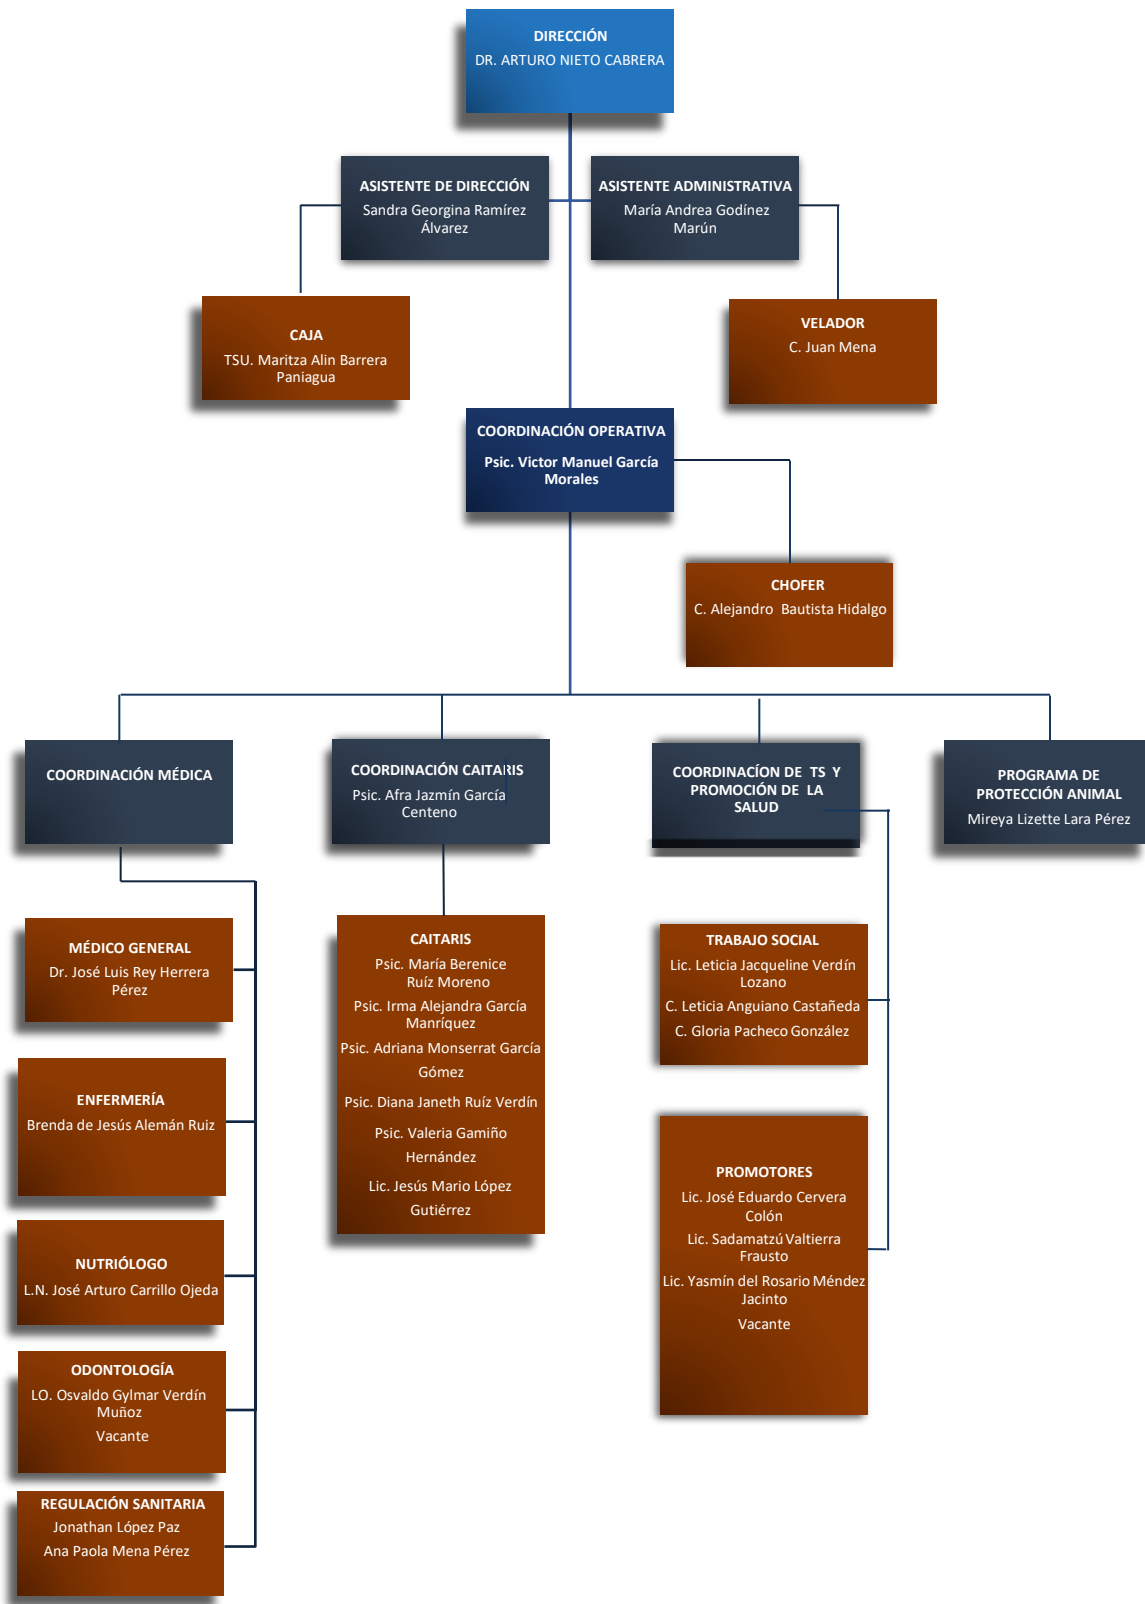 DIRECCIÓN
DR. ARTURO NIETO CABRERA
ASISTENTE DE DIRECCIÓN
Sandra Georgina Ramírez
Álvarez
ASISTENTE ADMINISTRATIVA
María Andrea Godínez
Marún
CAJA
TSU. Maritza Alin Barrera
Paniagua
VELADOR
C. Juan Mena
COORDINACIÓN OPERATIVA
Psic. Victor Manuel García
Morales
CHOFER
C. Alejandro Bautista Hidalgo
COORDINACIÓN MÉDICA
COORDINACIÓN CAITARIS
Psic. Afra Jazmín García
Centeno
COORDINACÍON DE TS Y
PROMOCIÓN DE LA
SALUD
PROGRAMA DE
PROTECCIÓN ANIMAL
Mireya Lizette Lara Pérez
MÉDICO GENERAL
Dr. José Luis Rey Herrera
Pérez
ENFERMERÍA
Brenda de Jesús Alemán Ruiz
NUTRIÓLOGO
L.N. José Arturo Carrillo Ojeda
ODONTOLOGÍA
LO. Osvaldo Gylmar Verdín
Muñoz
Vacante
REGULACIÓN SANITARIA
Jonathan López Paz
Ana Paola Mena Pérez
CAITARIS
Psic. María Berenice
Ruíz Moreno
Psic. Irma Alejandra García
Manríquez
Psic. Adriana Monserrat García
Gómez
Psic. Diana Janeth Ruíz Verdín
Psic. Valeria Gamiño
Hernández
Lic. Jesús Mario López
Gutiérrez
TRABAJO SOCIAL
Lic. Leticia Jacqueline Verdín
Lozano
C. Leticia Anguiano Castañeda
C. Gloria Pacheco González
PROMOTORES
Lic. José Eduardo Cervera
Colón
Lic. Sadamatzú Valtierra
Frausto
Lic. Yasmín del Rosario Méndez
Jacinto
Vacante